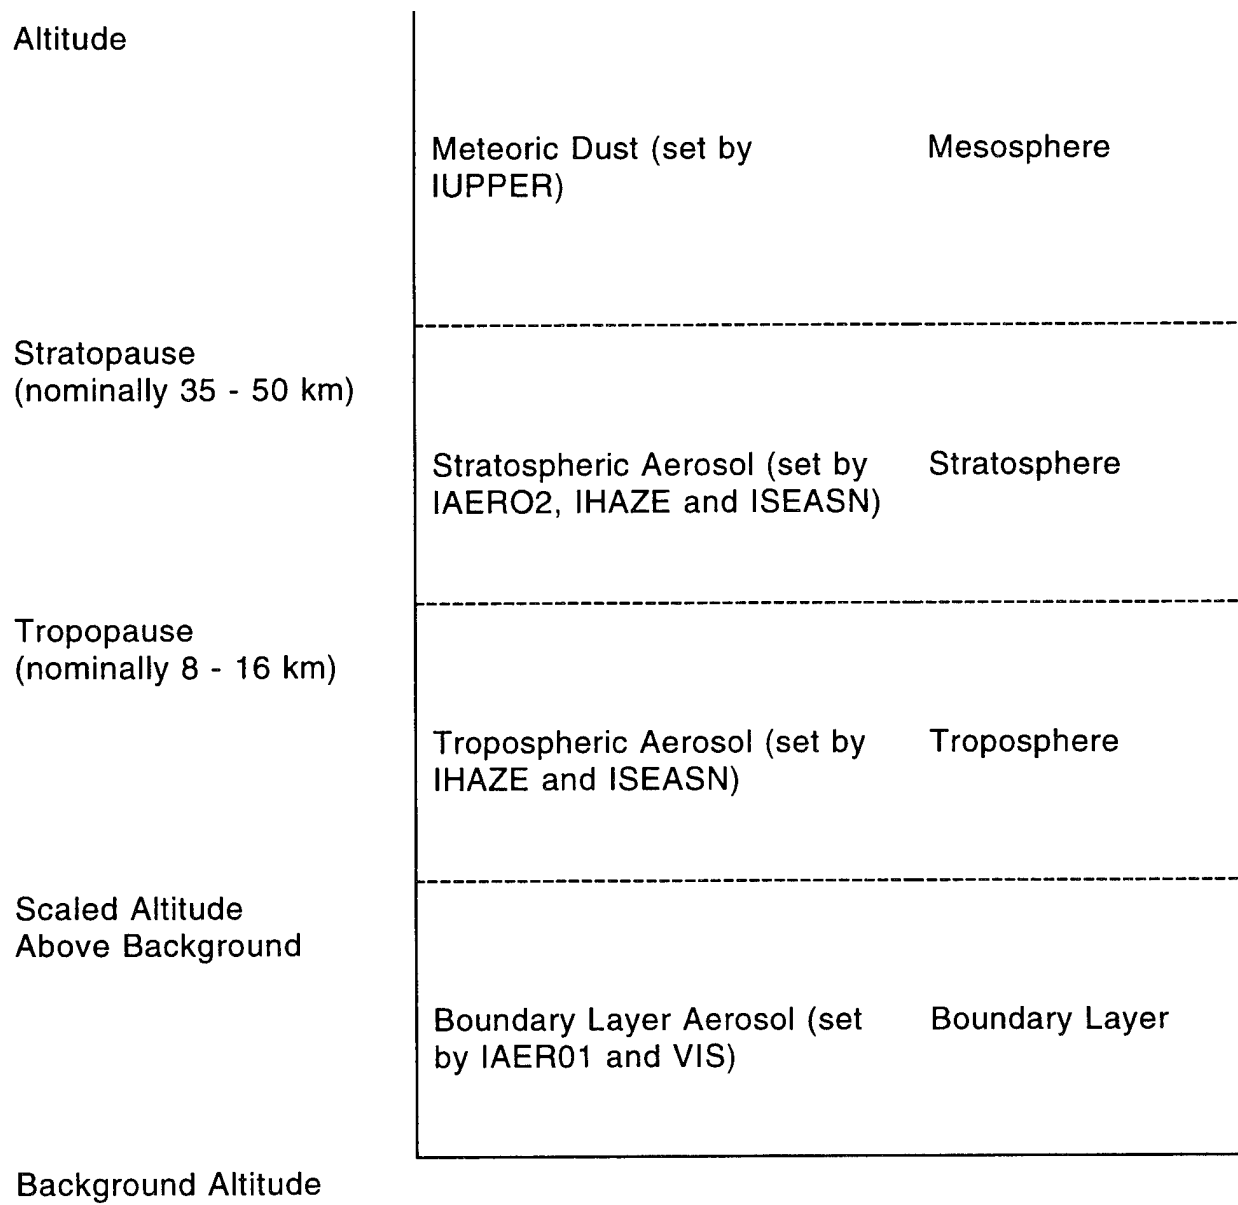 Altitude
Meteoric Dust (set by
IUPPER)
Mesosphere
Stratopause
(nominally 35 - 50 km)
Stratospheric Aerosol (set by
IAERO2, IHAZE and ISEASN)
Stratosphere
Tropopause
(nominally 8 - 16 km)
Tropospheric Aerosol (set by
IHAZE and ISEASN)
Troposphere
Scaled Altitude
Above Background
Boundary Layer Aerosol (set
by IAER01 and VIS)
Boundary Layer
Background Altitude